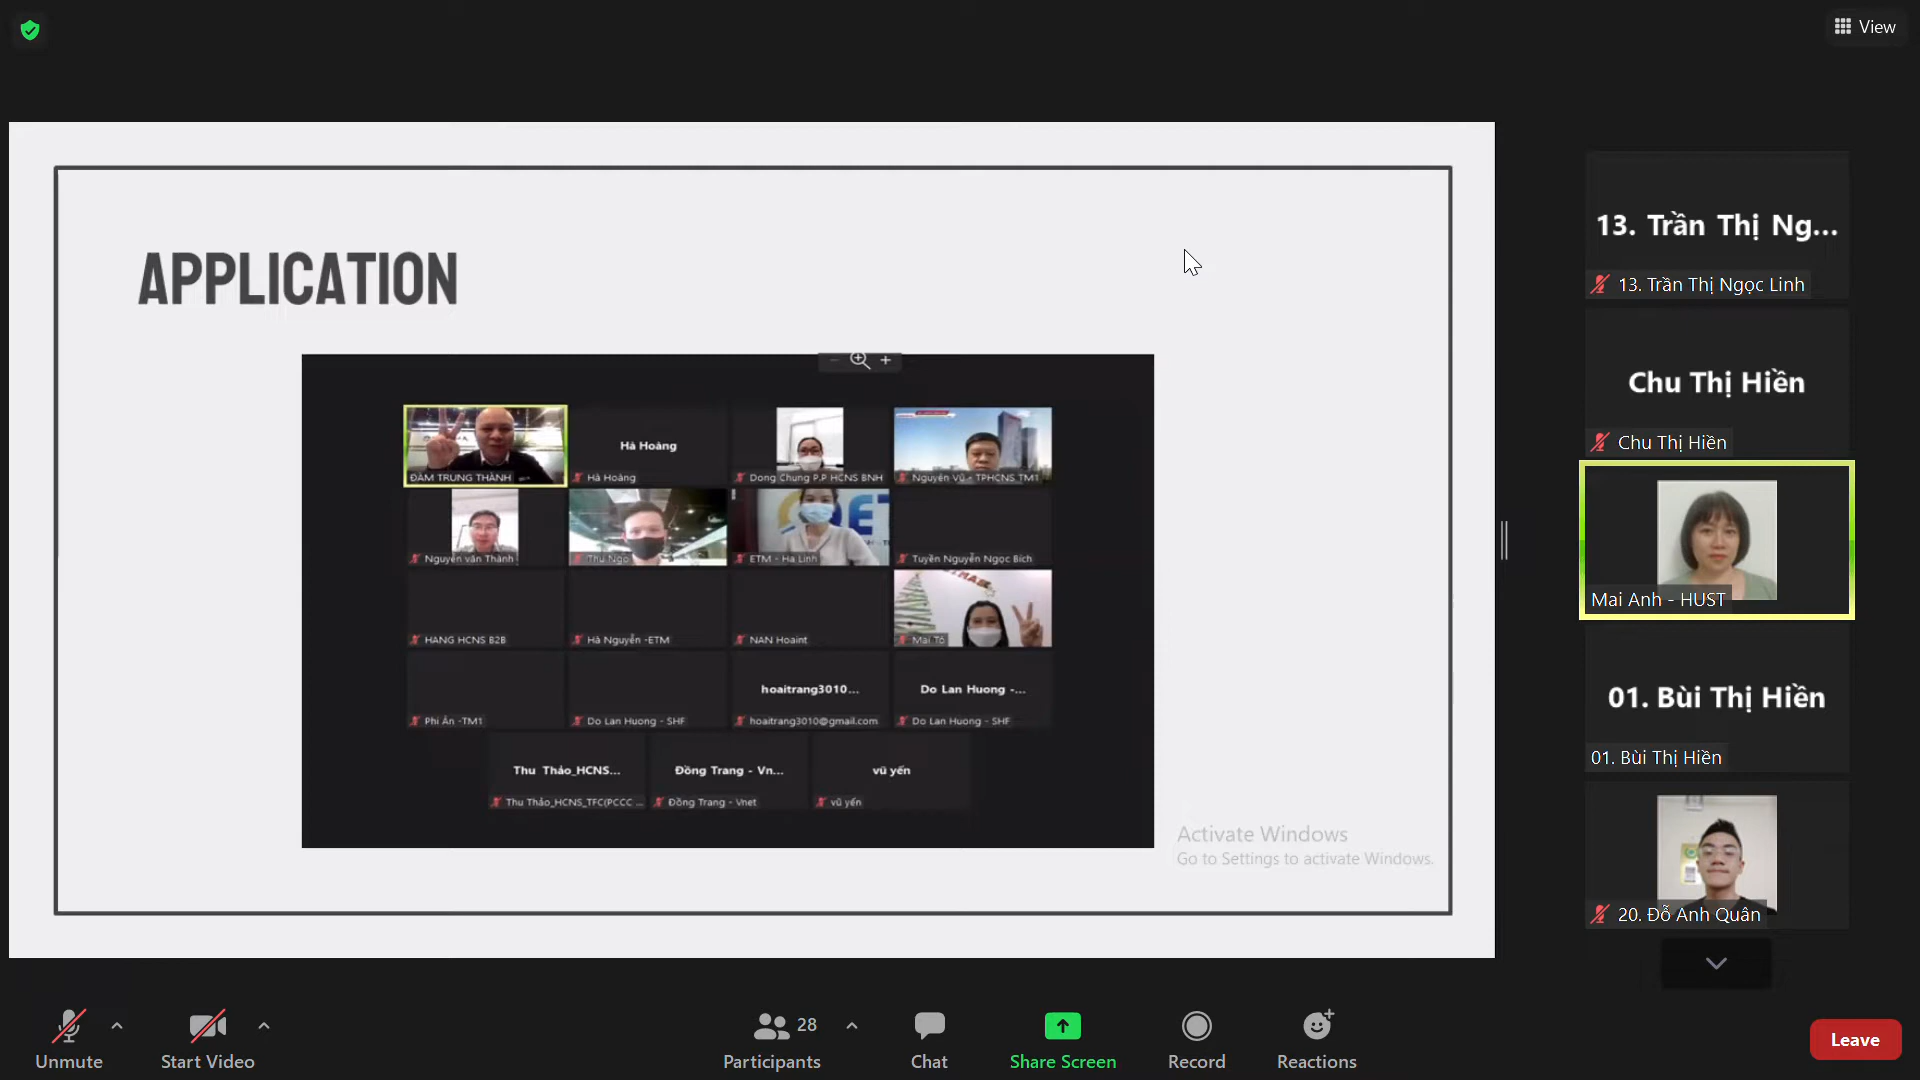 View
APPLICATION
ĐÀM TRUNG THÀNH
Hà Hoàng
Hà Hoàng
Dong Chung P.P HCNS BNH
Nguyên Vũ - TPHCNS_TM1
Nguyễn văn Thành
Thu Ngo
ETM - Ha Linh
Tuyền Nguyễn Ngọc Bích
HANG HCNS B2B
Hà Nguyễn -ETM
NAN Hoaint
Mai Tô
Phi Ân -TM1
Do Lan Huong - SHF
hoaitrang3010...
hoaitrang3010@gmail.com
Do Lan Huong -...
Do Lan Huong - SHF
Thu Thảo_HCNS...
Thu Thảo_HCNS_TFC(PCCC ...
Đồng Trang - Vn...
Đồng Trang - Vnet
vũ yến
vũ yến
Activate Windows
Go to Settings to activate Windows.
13. Trần Thị Ng...
13. Trần Thị Ngọc Linh
Chu Thị Hiền
Chu Thị Hiền
Mai Anh - HUST
01. Bùi Thị Hiền
01. Bùi Thị Hiền
20. Đỗ Anh Quân
Unmute
Start Video
28
Participants
Chat
Share Screen
Record
Reactions
Leave